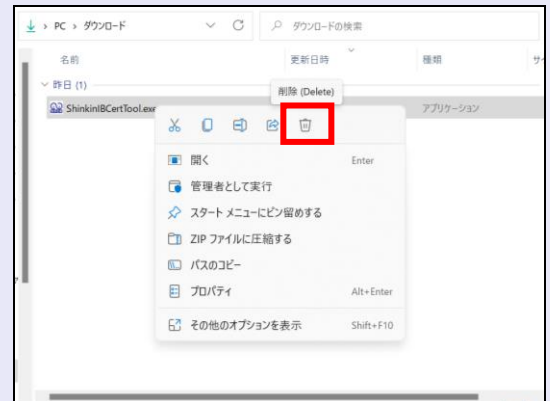 PC > ダウンロード
ダウンロードの検索
名前 更新日時 種類 サイ
昨日 (1)
削除 (Delete)
ShinkinIBCertTool.exe アプリケーション
開く Enter
管理者として実行
スタート メニューにピン留めする
ZIP ファイルに圧縮する
パスのコピー
プロパティ Alt+Enter
その他のオプションを表示 Shift+F10